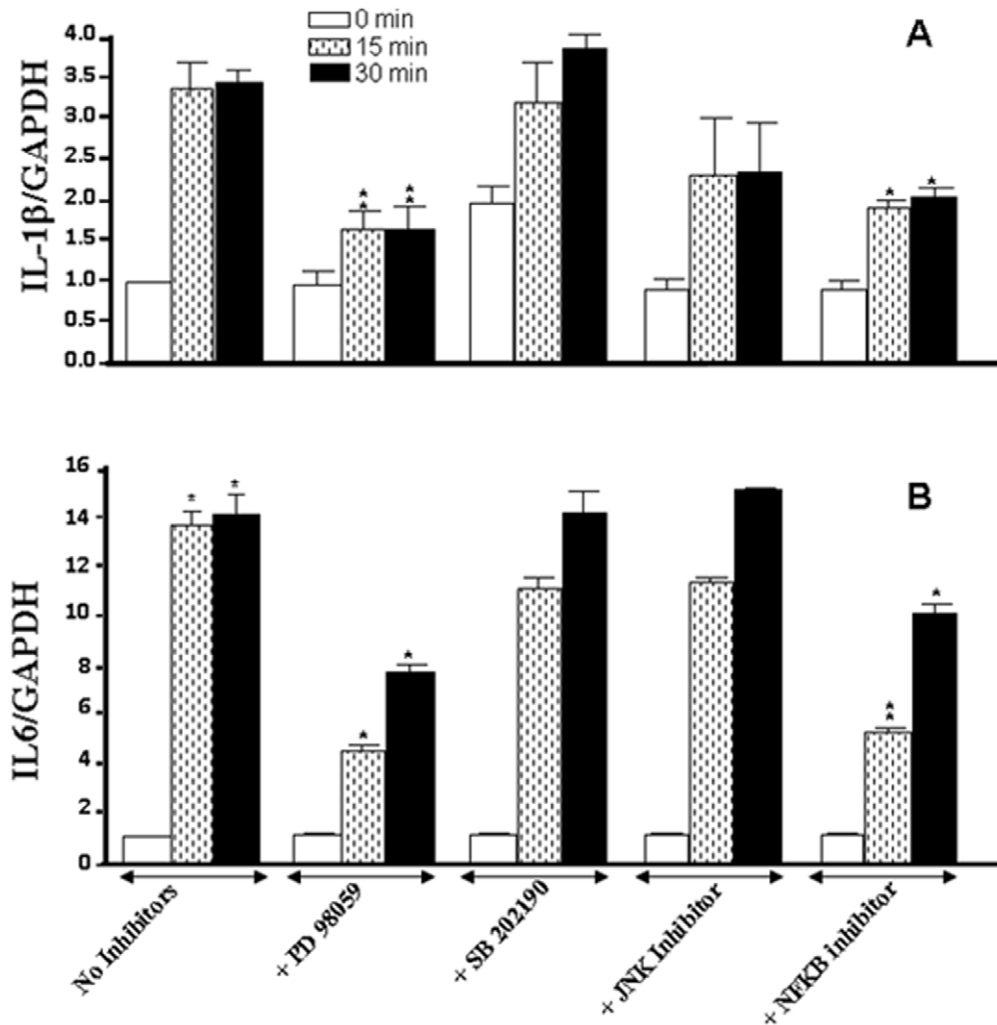 0 min
15 min
30 min
A
IL-1β/GAPDH
4.0
3.5
3.0
2.5
2.0
1.5
1.0
0.5
0.0
* * * *
* *
B
IL6/GAPDH
16
14
12
10
8
6
4
2
0
± ±
* *
* * *
No Inhibitors
+ PD 98059
+ SB 202190
+ JNK Inhibitor
+ NFKB inhibitor